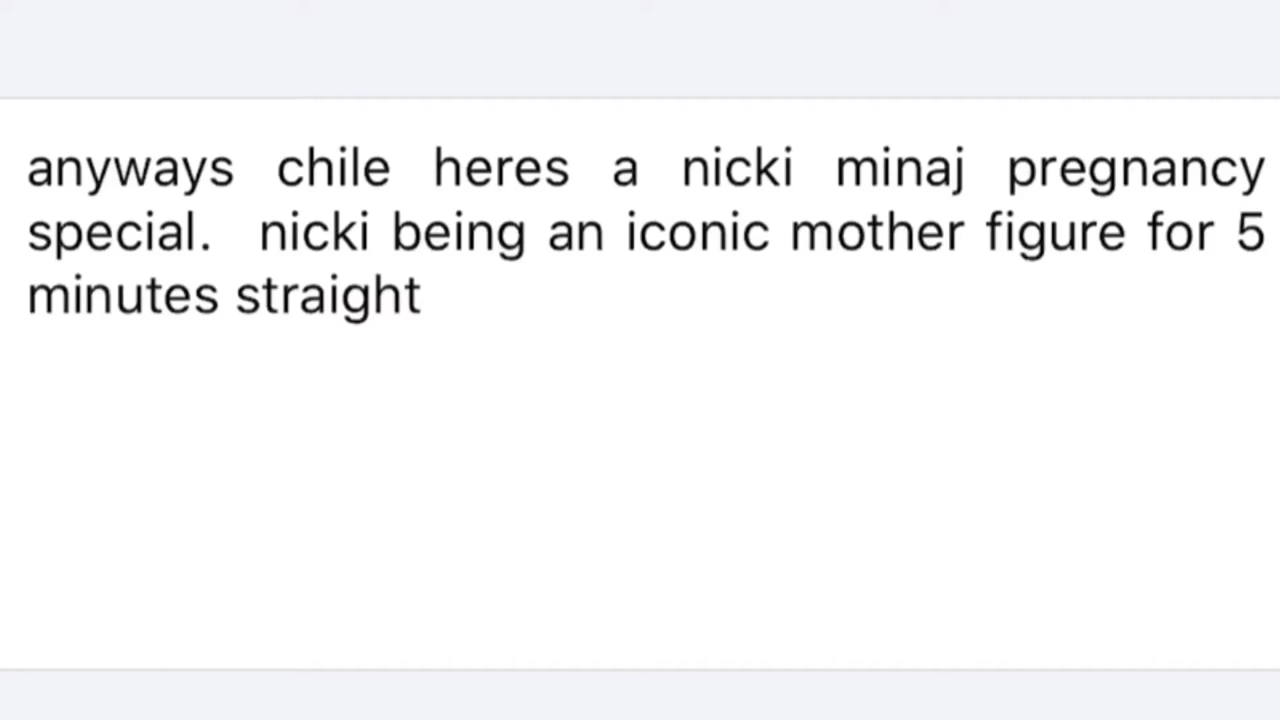 anyways chile heres a nicki minaj pregnancy
special. nicki being an iconic mother figure for 5
minutes straight